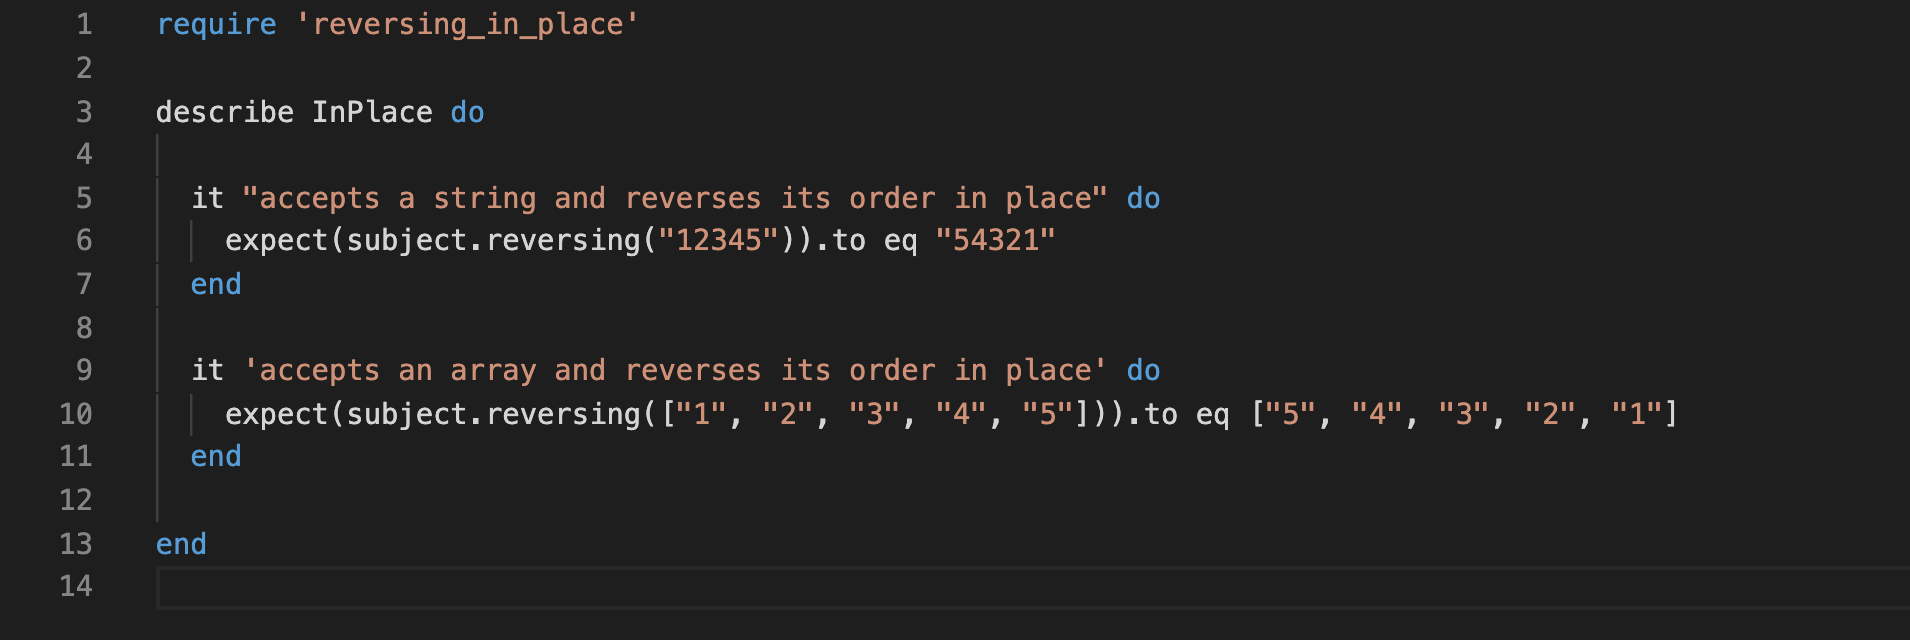 1 require 'reversing_in_place'
2
3 describe InPlace do
4
5 it "accepts a string and reverses its order in place" do
6 expect(subject.reversing("12345")).to eq "54321"
7 end
8
9 it 'accepts an array and reverses its order in place' do
10 expect(subject.reversing(["1", "2", "3", "4", "5"])).to eq ["5", "4", "3", "2", "1"]
11 end
12
13 end
14